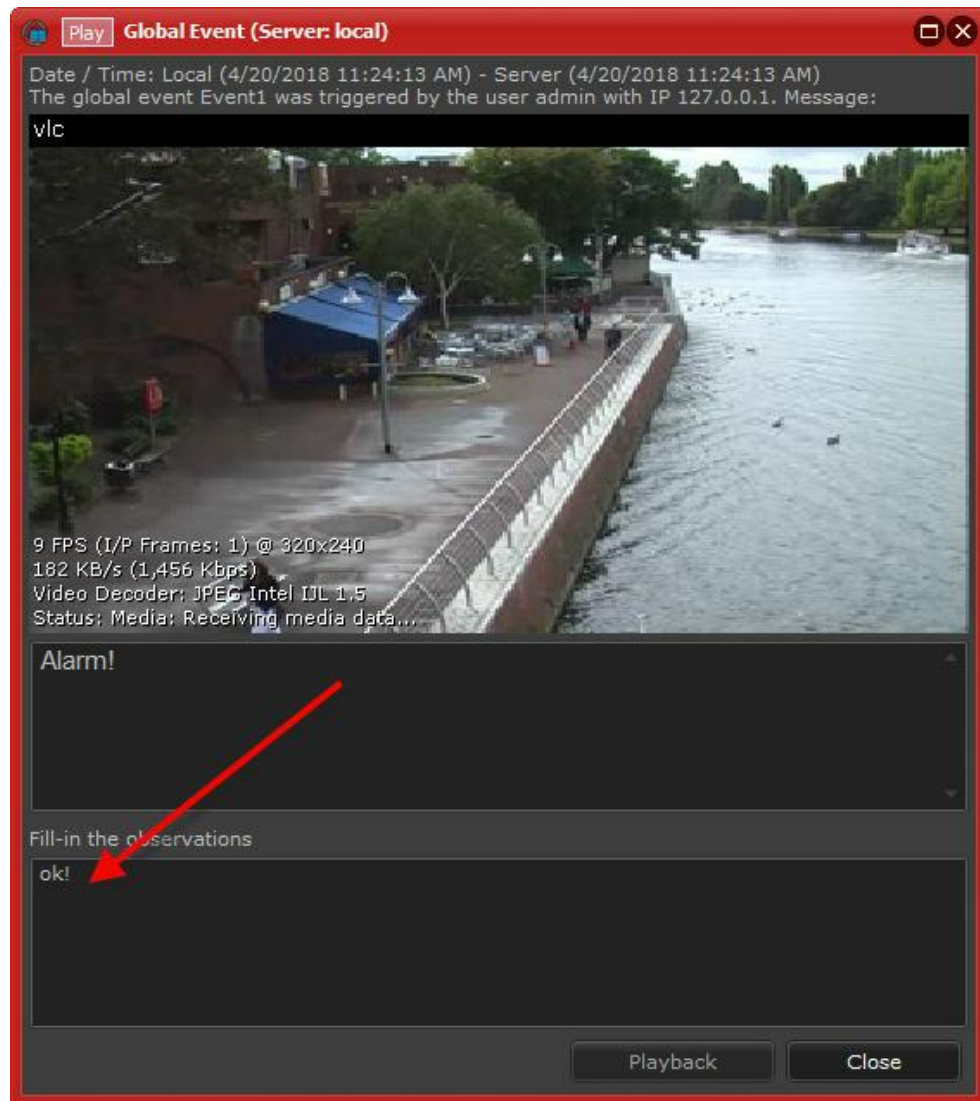 Play Global Event (Server: local)
Date / Time: Local (4/20/2018 11:24:13 AM) - Server (4/20/2018 11:24:13 AM)
The global event Event1 was triggered by the user admin with IP 127.0.0.1. Message:
vlc
9 FPS (I/P Frames: 1) @ 320x240
182 KB/s (1,456 Kbps)
Video Decoder: JPEG Intel IJL 1.5
Status: Media: Receiving media data...
Alarm!
Fill-in the observations
ok!
Playback Close